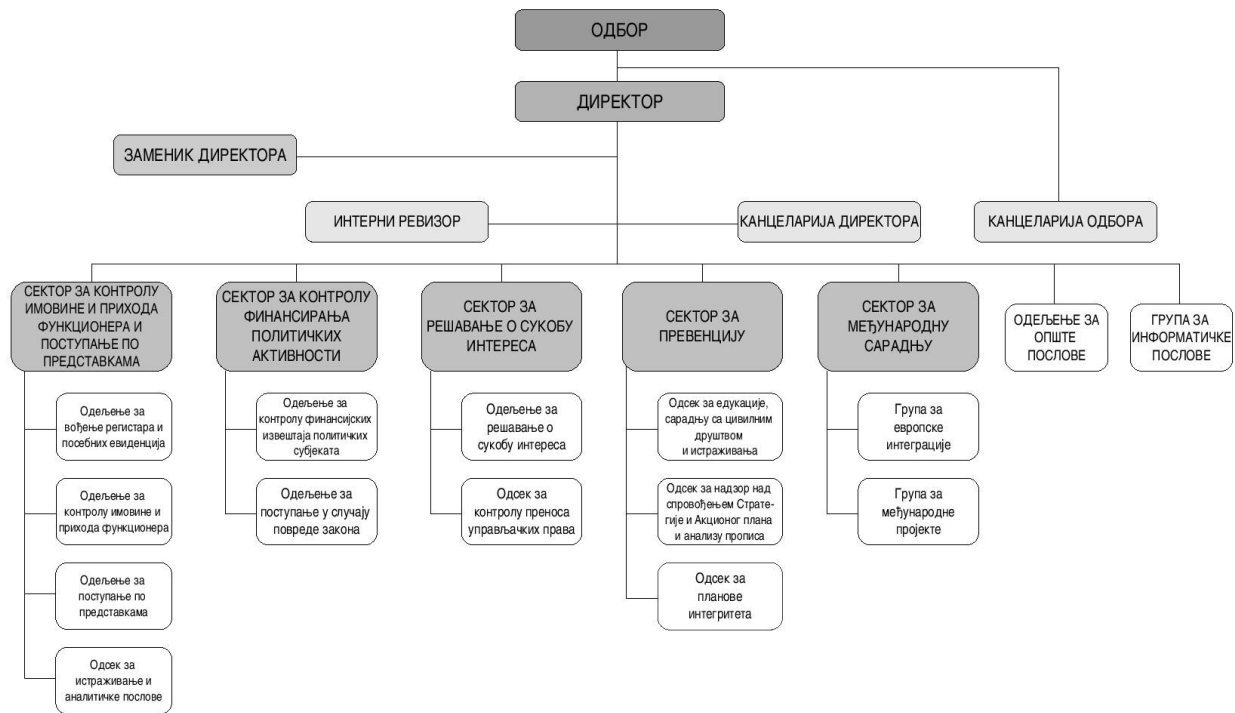 ОДБОР
ДИРЕКТОР
ЗАМЕНИК ДИРЕКТОРА
ИНТЕРНИ РЕВИЗОР
КАНЦЕЛАРИЈА ДИРЕКТОРА
КАНЦЕЛАРИЈА ОДБОРА
СЕКТОР ЗА КОНТРОЛУ
ИМОВИНЕ И ПРИХОДА
ФУНКЦИОНЕРА И
ПОСТУПАЊЕ ПО
ПРЕДСТАВКАМА
СЕКТОР ЗА КОНТРОЛУ
ФИНАНСИРАЊА
ПОЛИТИЧКИХ
АКТИВНОСТИ
СЕКТОР ЗА
РЕШАВАЊЕ О СУКОБУ
ИНТЕРЕСА
СЕКТОР ЗА
ПРЕВЕНЦИЈУ
СЕКТОР ЗА
МЕЂУНАРОДНУ
САРАДЊУ
ОДЕЉЕЊЕ ЗА
ОПШТЕ
ПОСЛОВЕ
ГРУПА ЗА
ИНФОРМАТИЧКЕ
ПОСЛОВЕ
Одељење за
вођење регистара и
посебних евиденција
Одељење за
контролу имовине и
прихода функционера
Одељење за
поступање по
представкама
Одсек за
истраживање и
аналитичке послове
Одељење за
контролу финансијских
извештаја политичких
субјеката
Одељење за
поступање у случају
повреде закона
Одељење за
решавање о
сукобу интереса
Одсек за
контролу преноса
управљачких права
Одсек за едукације,
сарадњу са цивилним
друштвом
и истраживања
Одсек за надзор над
спровођењем Страте-
гије и Акционог плана
и анализу прописа
Одсек за
планове
интегритета
Група за
европске
интеграције
Група за
међународне
пројекте